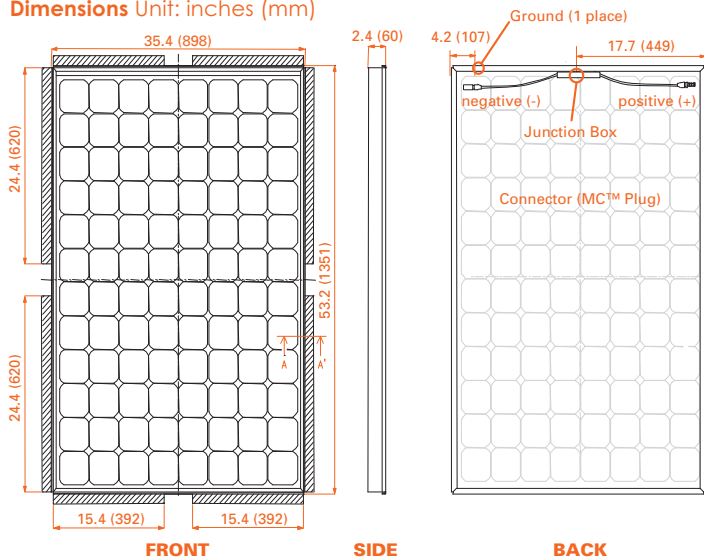 Dimensions Unit: inches (mm)
35.4 (898)
2.4 (60)
4.2 (107)
Ground (1 place)
17.7 (449)
24.4 (620)
negative (-)
positive (+)
Junction Box
Connector (MC™ Plug)
53.2 (1351)
A
A'
24.4 (620)
15.4 (392)
15.4 (392)
FRONT
SIDE
BACK